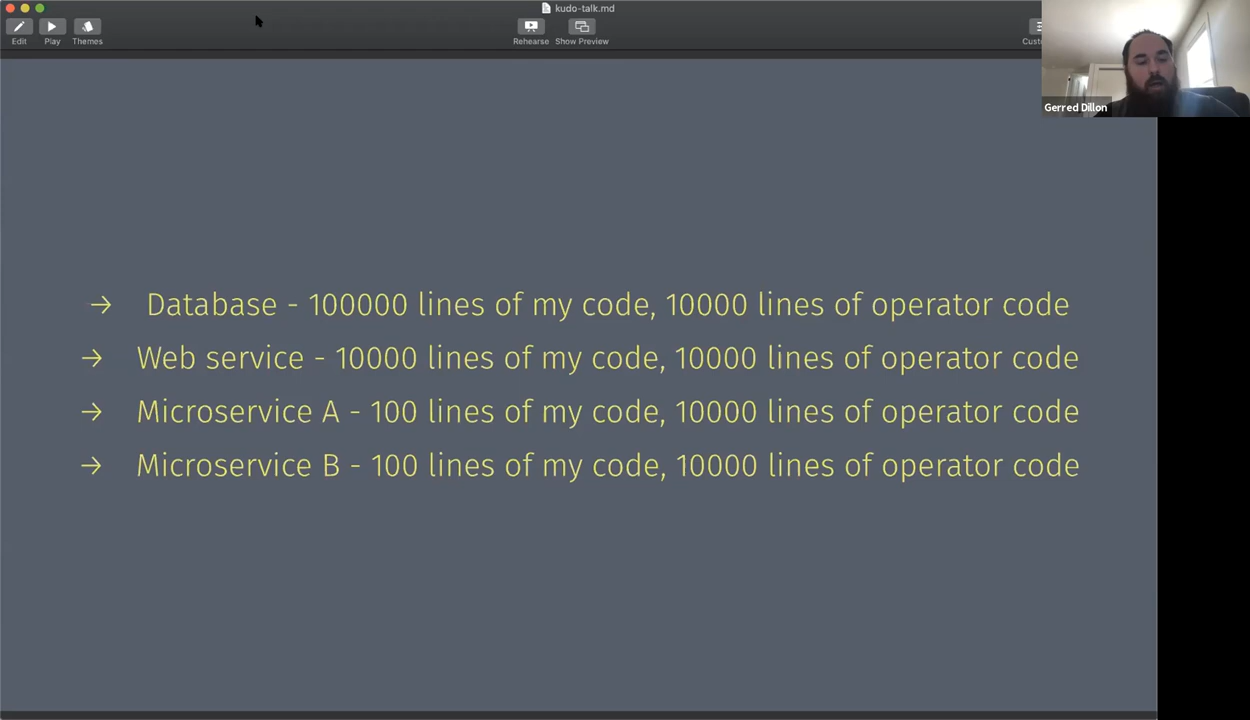 kudo-talk.md
Edit
Play
Themes
Rehearse
Show Preview
Gerred Dillon
→ Database - 100000 lines of my code, 10000 lines of operator code
→ Web service - 10000 lines of my code, 10000 lines of operator code
→ Microservice A - 100 lines of my code, 10000 lines of operator code
→ Microservice B - 100 lines of my code, 10000 lines of operator code